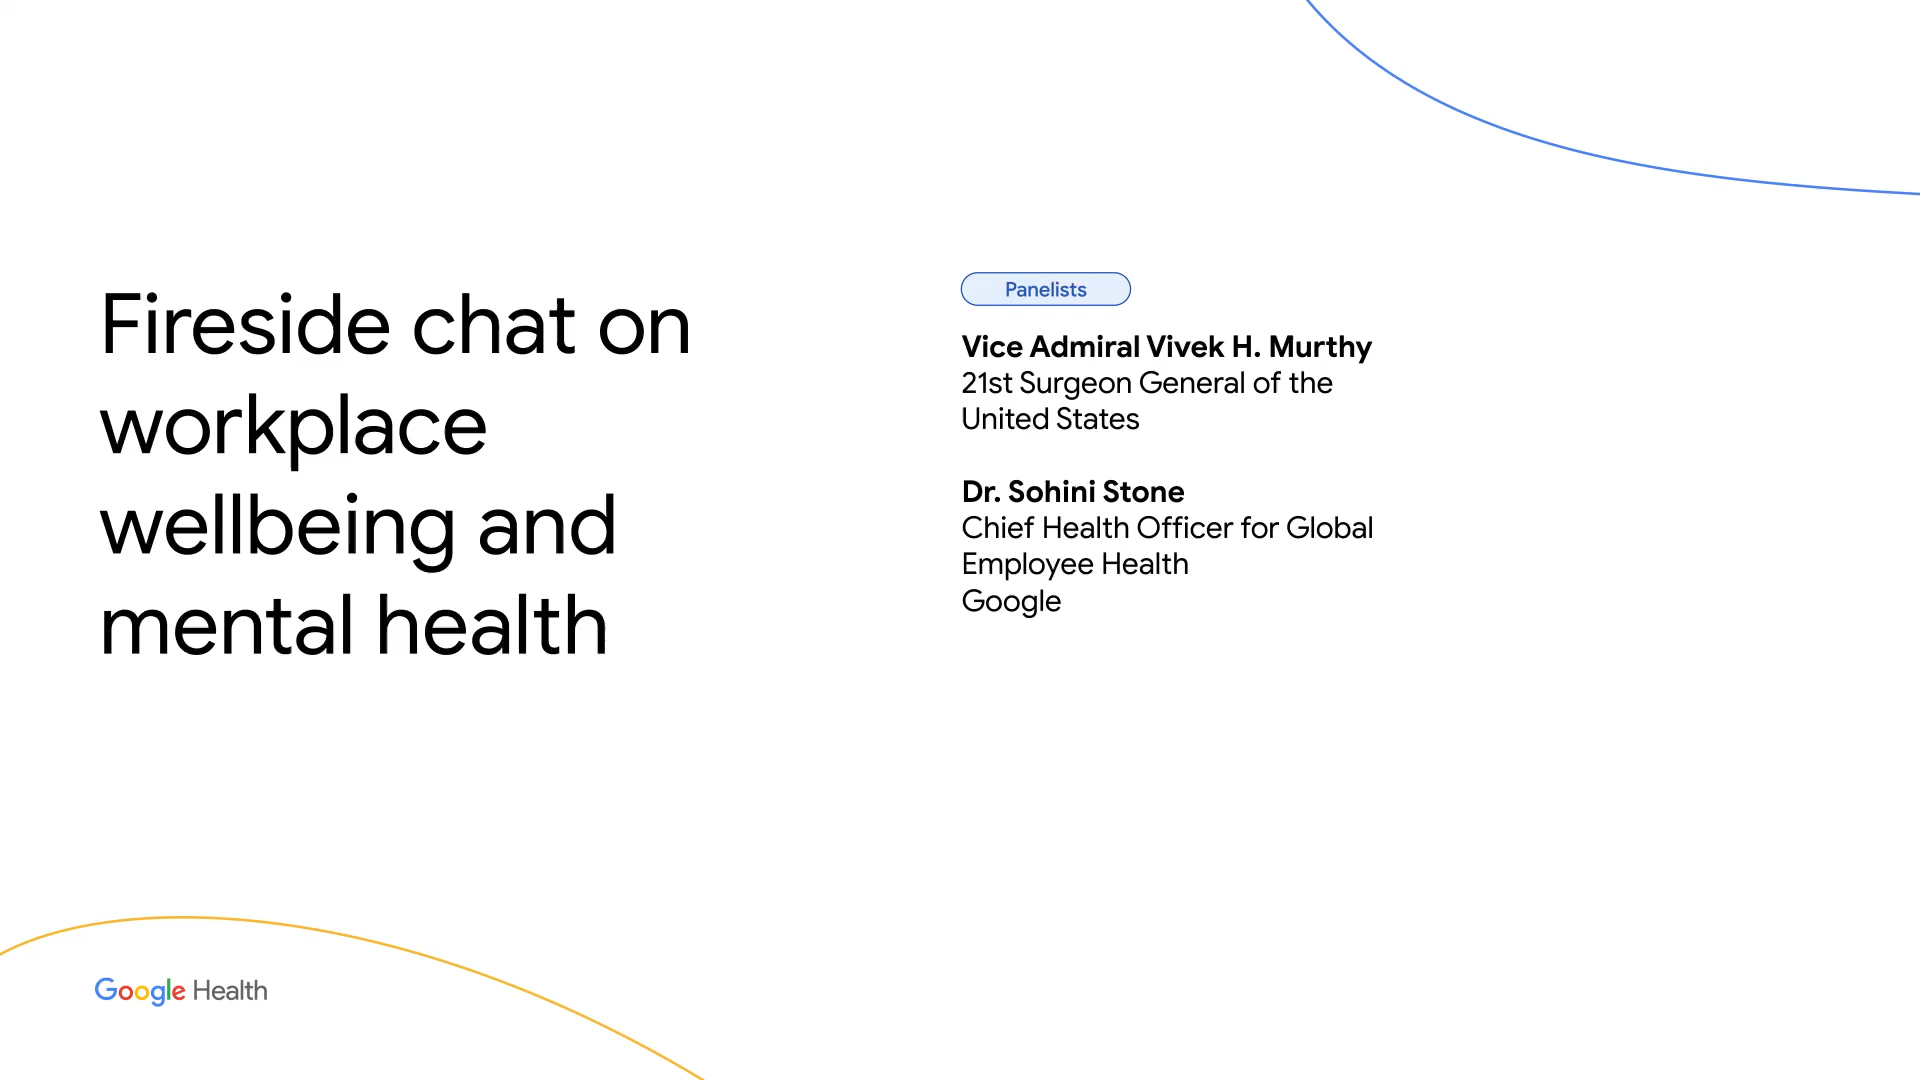 Fireside chat on
workplace
wellbeing and
mental health
Panelists
Vice Admiral Vivek H. Murthy
21st Surgeon General of the
United States
Dr. Sohini Stone
Chief Health Officer for Global
Employee Health
Google
Google Health